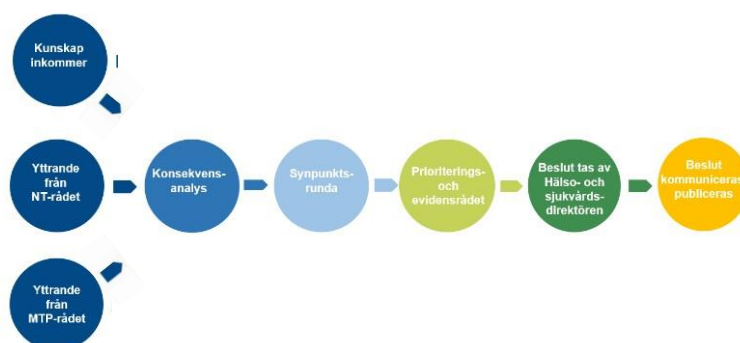 Kunskap
inkommer
Yttrande
från
NT-rådet
Yttrande
från
MTP-rådet
Konsekvens-
analys
Synpunkts-
runda
Prioriterings-
och
evidensrådet
Beslut tas av
Hälso- och
sjukvårds-
direktören
Beslut
kommuniceras
publiceras